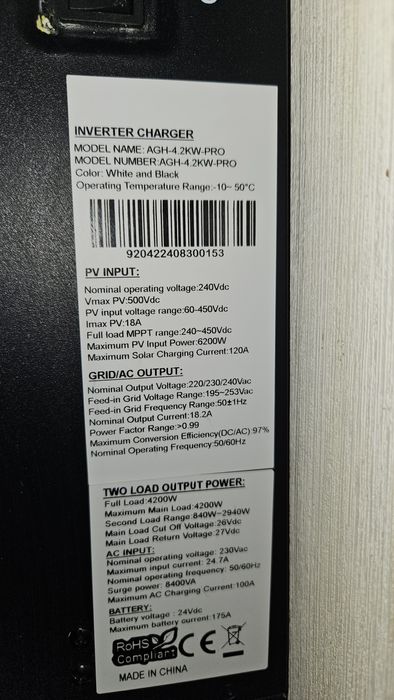 INVERTER CHARGER
MODEL NAME: AGH-4.2KW-PRO
MODEL NUMBER:AGH-4.2KW-PRO
Color: White and Black
Operating Temperature Range:-10~ 50°C
920422408300153
PV INPUT:
Nominal operating voltage:240Vdc
Vmax PV:500Vdc
PV input voltage range:60-450Vdc
Imax PV:18A
Full load MPPT range:240~450Vdc
Maximum PV Input Power:6200W
Maximum Solar Charging Current:120A
GRID/AC OUTPUT:
Nominal Output Voltage:220/230/240Vac
Feed-in Grid Voltage Range:195~253Vac
Feed-in Grid Frequency Range:50±1Hz
Nominal Output Current:18.2A
Power Factor Range:>0.99
Maximum Conversion Efficiency(DC/AC):97%
Nominal Operating Frequency:50/60Hz
TWO LOAD OUTPUT POWER:
Full Load:4200W
Maximum Main Load:4200W
Second Load Range:840W~2940W
Main Load Cut Off Voltage:26Vdc
Main Load Return Voltage:27Vdc
AC INPUT:
Nominal operating voltage: 230Vac
Maximum input current: 24.7A
Nominal operating frequency: 50/60Hz
Surge power: 8400VA
Maximum AC Charging Current:100A
BATTERY:
Battery voltage : 24Vdc
Maximum battery current:175A
RoHS
Compliant
CE
MADE IN CHINA